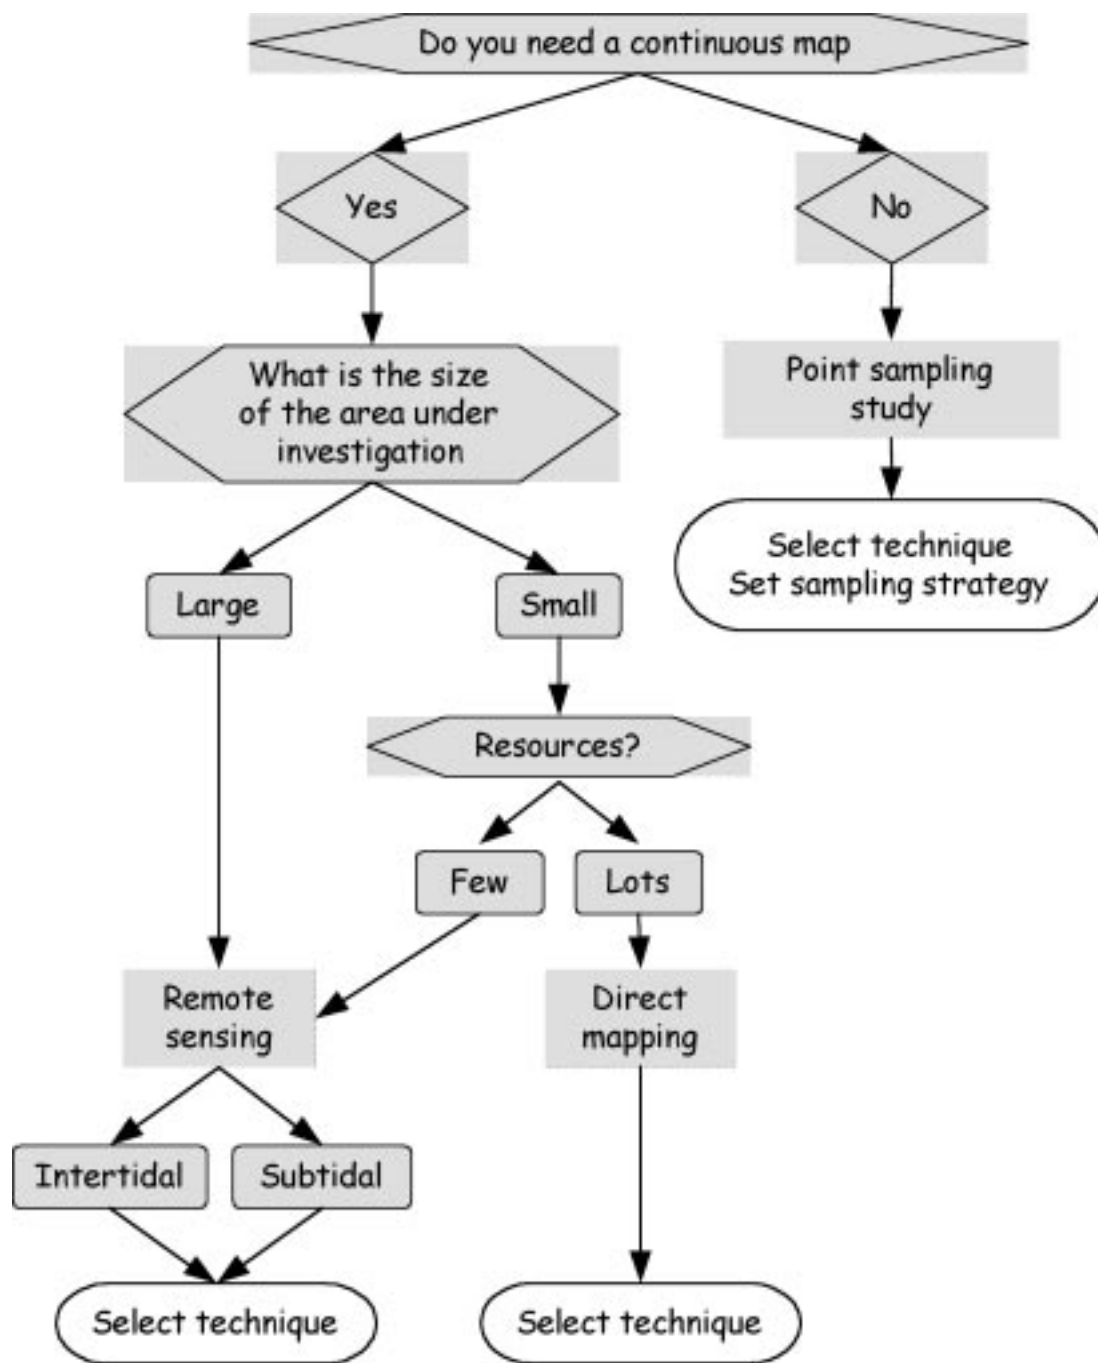 Do you need a continuous map
Yes
No
What is the size
of the area under
investigation
Point sampling
study
Select technique
Set sampling strategy
Large
Small
Resources?
Few
Lots
Remote
sensing
Direct
mapping
Intertidal
Subtidal
Select technique
Select technique